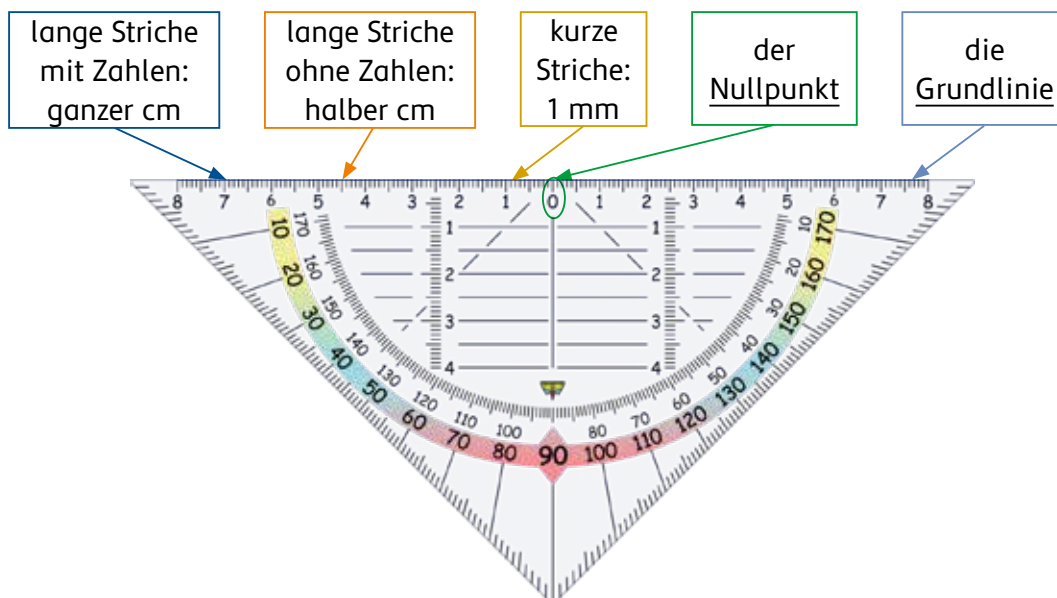 lange Striche
mit Zahlen:
ganzer cm
lange Striche
ohne Zahlen:
halber cm
kurze
Striche:
1 mm
der
Nullpunkt
die
Grundlinie
8 7 6 5 4 3 2 1 0 1 2 3 4 5 6 7 8
1 1
2 2
3 3
4 4
10 20 30 40 50 60 70 80 90 100 110 120 130 140 150 160 170
170 160 150 140 130 120 110 100 80 70 60 50 40 30 20 10